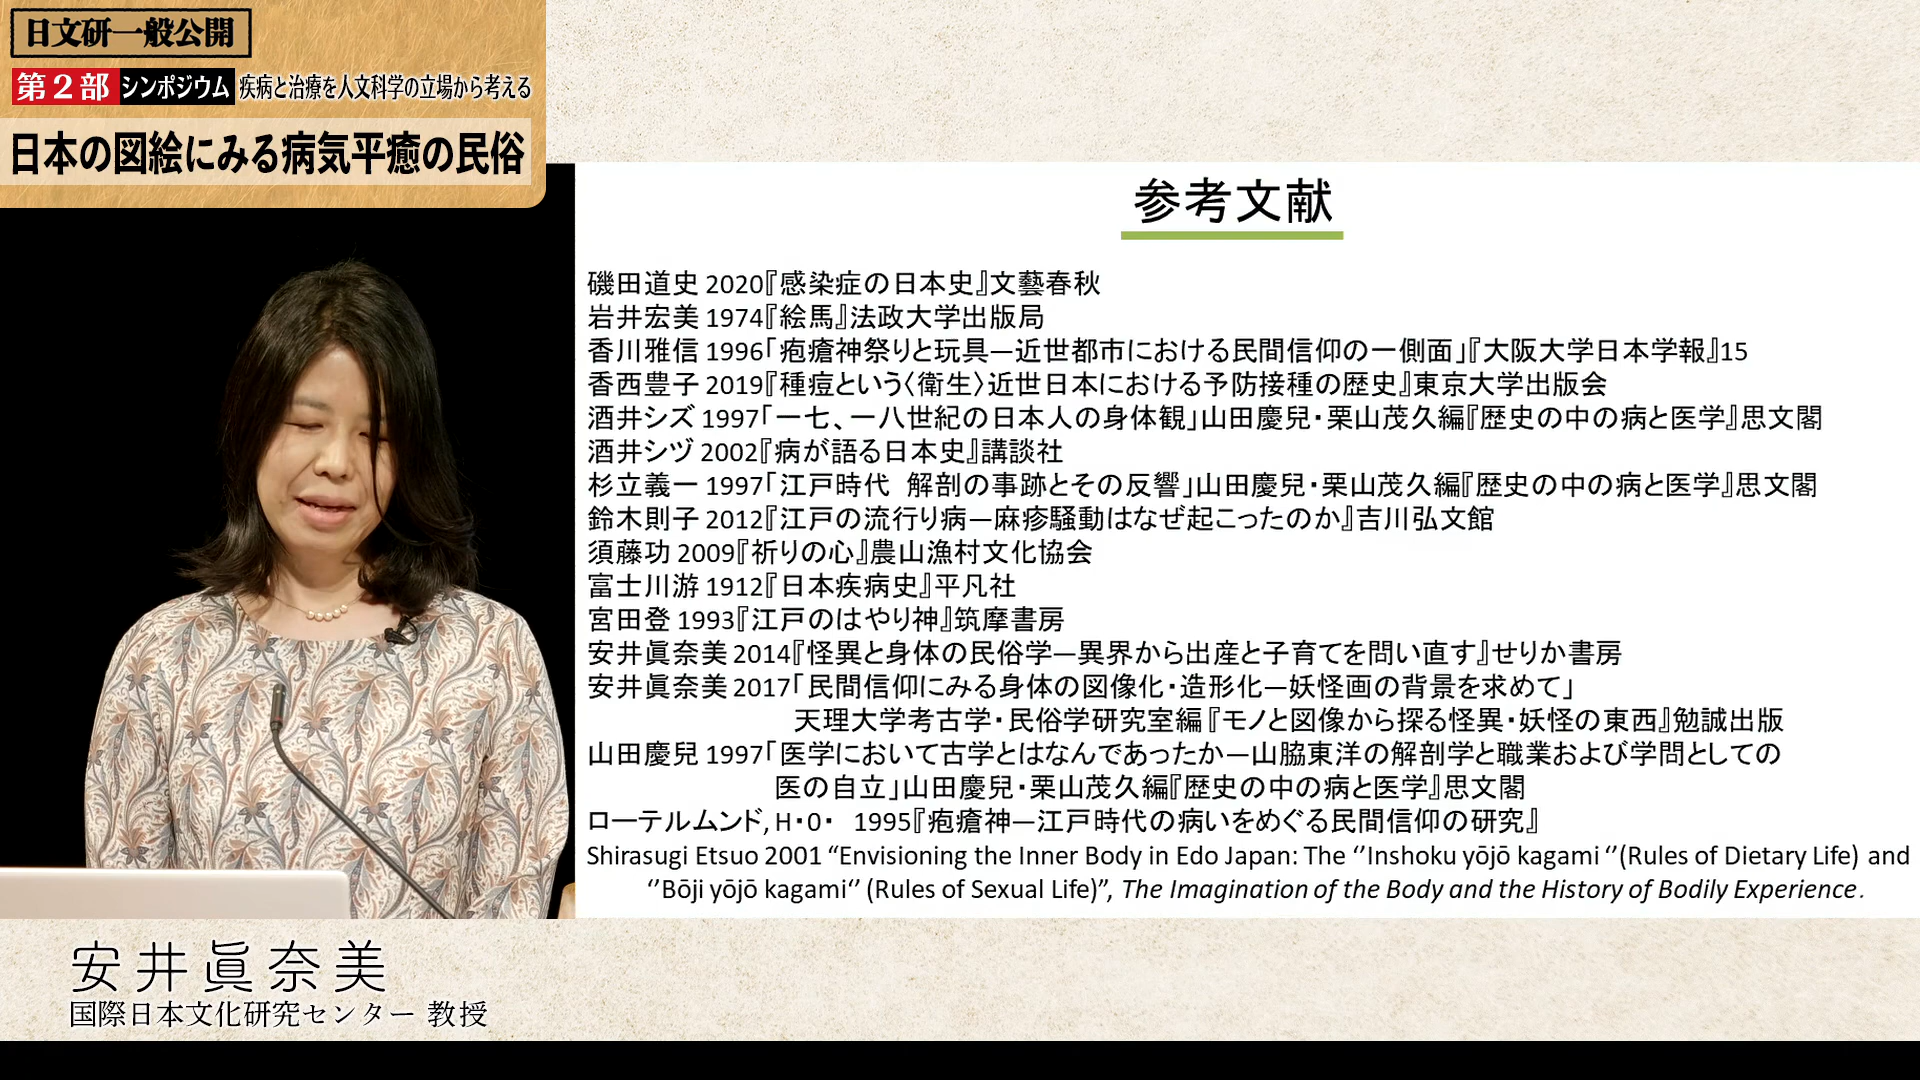 日文研一般公開
第2部 シンポジウム 疾病と治療を人文科学の立場から考える
日本の図絵にみる病気平癒の民俗
参考文献
磯田道史 2020『感染症の日本史』文藝春秋
岩井宏美 1974『絵馬』法政大学出版局
香川雅信 1996「疱瘡神祭りと玩具―近世都市における民間信仰の一側面」『大阪大学日本学報』15
香西豊子 2019『種痘という〈衛生〉近世日本における予防接種の歴史』東京大学出版会
酒井シズ 1997「一七、一八世紀の日本人の身体観」山田慶兒・栗山茂久編『歴史の中の病と医学』思文閣
酒井シヅ 2002『病が語る日本史』講談社
杉立義一 1997「江戸時代 解剖の事跡とその反響」山田慶兒・栗山茂久編『歴史の中の病と医学』思文閣
鈴木則子 2012『江戸の流行り病―麻疹騒動はなぜ起こったのか』吉川弘文館
須藤功 2009『祈りの心』農山漁村文化協会
富士川游 1912『日本疾病史』平凡社
宮田登 1993『江戸のはやり神』筑摩書房
安井眞奈美 2014『怪異と身体の民俗学―異界から出産と子育てを問い直す』せりか書房
安井眞奈美 2017「民間信仰にみる身体の図像化・造形化―妖怪画の背景を求めて」
天理大学考古学・民俗学研究室編『モノと図像から探る怪異・妖怪の東西』勉誠出版
山田慶兒 1997「医学において古学とはなんであったか―山脇東洋の解剖学と職業および学問としての
医の自立」山田慶兒・栗山茂久編『歴史の中の病と医学』思文閣
ローテルムンド, H・O・ 1995『疱瘡神―江戸時代の病いをめぐる民間信仰の研究』
Shirasugi Etsuo 2001 “Envisioning the Inner Body in Edo Japan: The ‘’Inshoku yōjō kagami ‘’(Rules of Dietary Life) and
‘’Bōji yōjō kagami‘’ (Rules of Sexual Life)”, The Imagination of the Body and the History of Bodily Experience.
安井眞奈美
国際日本文化研究センター 教授